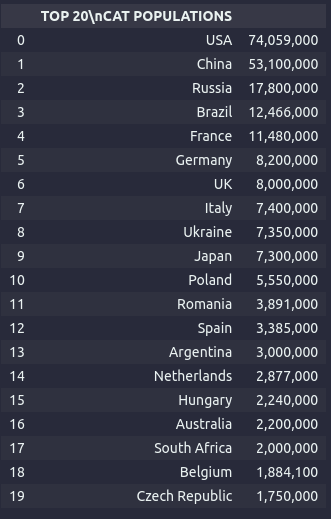 TOP 20\nCAT POPULATIONS
0 USA 74,059,000
1 China 53,100,000
2 Russia 17,800,000
3 Brazil 12,466,000
4 France 11,480,000
5 Germany 8,200,000
6 UK 8,000,000
7 Italy 7,400,000
8 Ukraine 7,350,000
9 Japan 7,300,000
10 Poland 5,550,000
11 Romania 3,891,000
12 Spain 3,385,000
13 Argentina 3,000,000
14 Netherlands 2,877,000
15 Hungary 2,240,000
16 Australia 2,200,000
17 South Africa 2,000,000
18 Belgium 1,884,100
19 Czech Republic 1,750,000